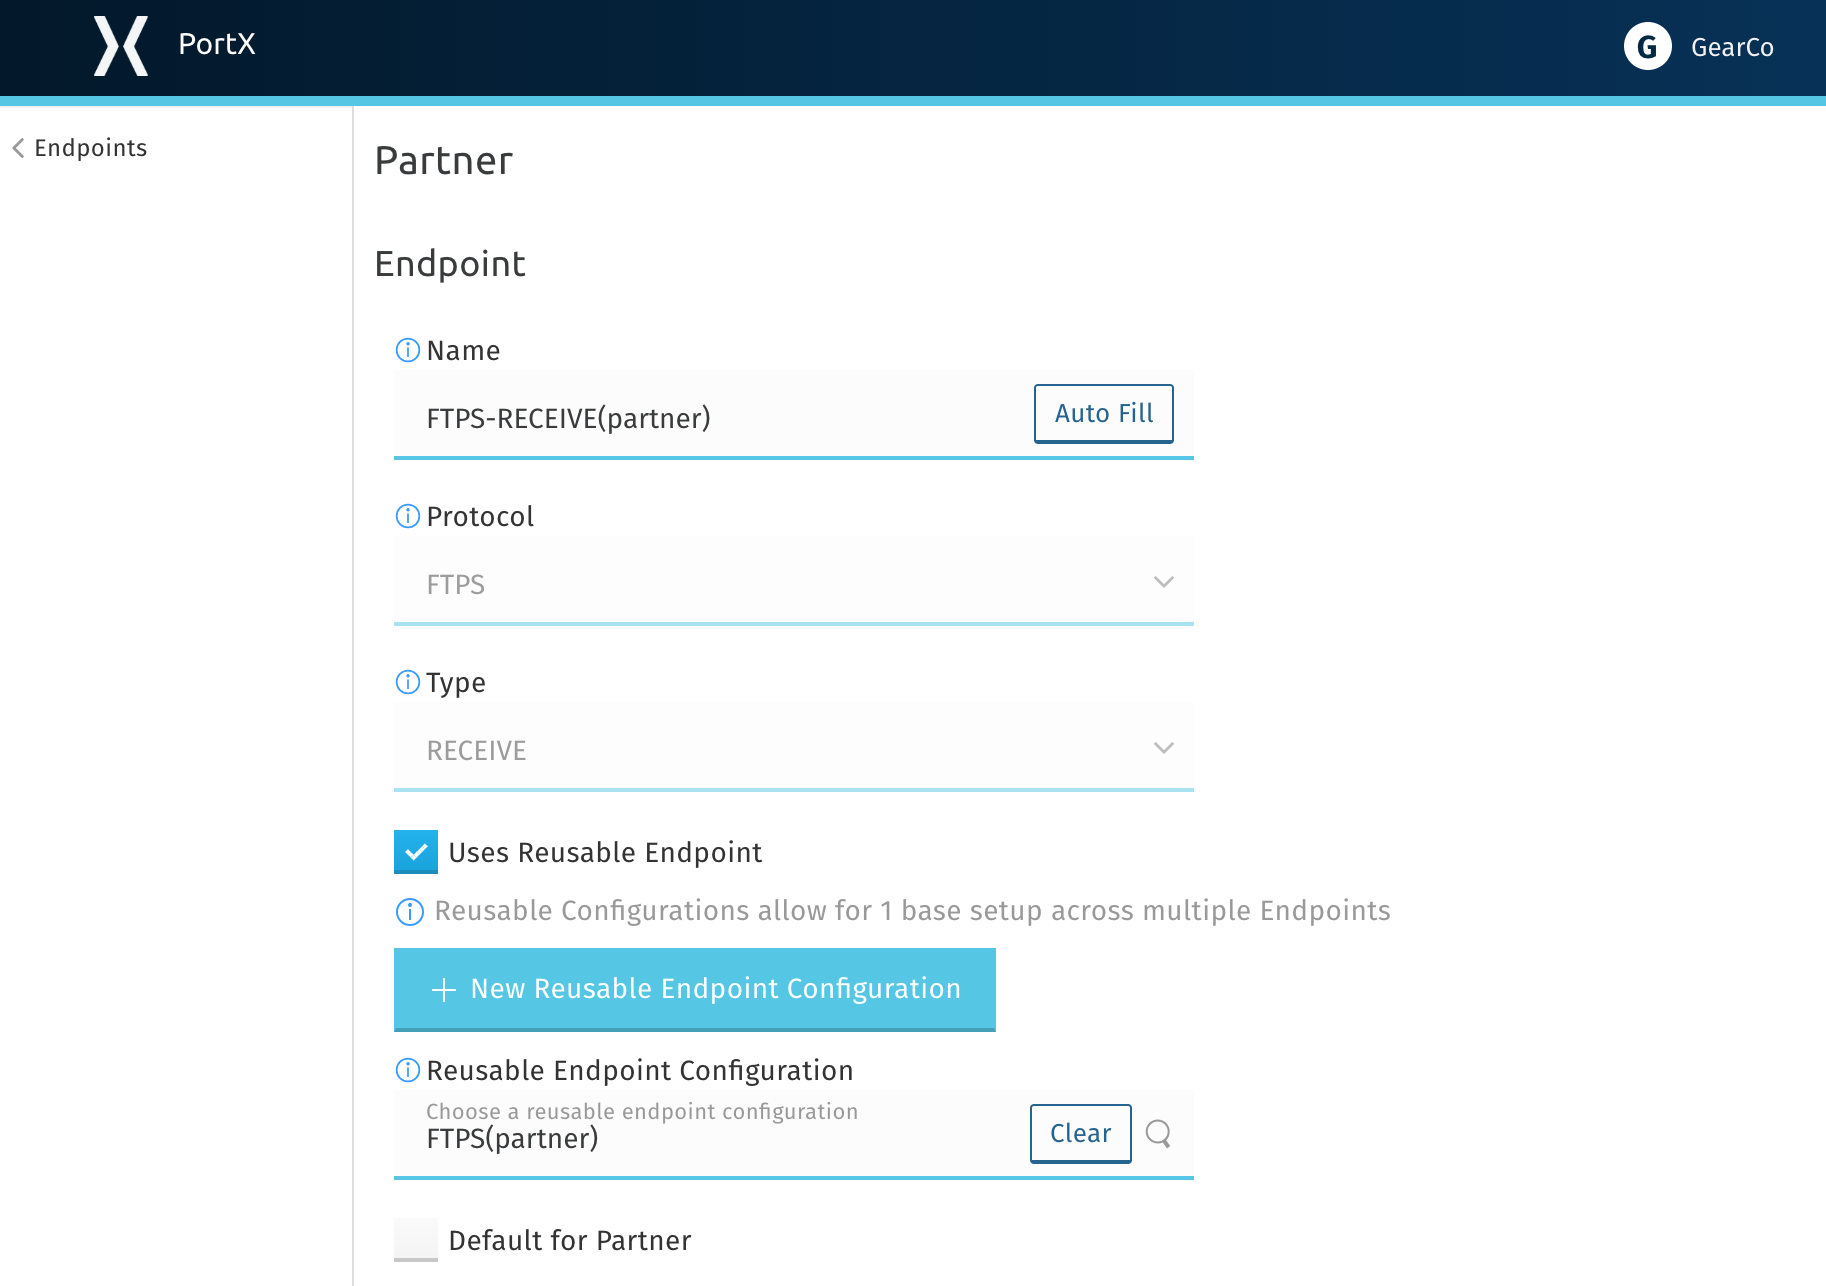 PortX
G GearCo
Endpoints
Partner
Endpoint
Name
FTPS-RECEIVE(partner)
Auto Fill
Protocol
FTPS
Type
RECEIVE
Uses Reusable Endpoint
Reusable Configurations allow for 1 base setup across multiple Endpoints
New Reusable Endpoint Configuration
Reusable Endpoint Configuration
Choose a reusable endpoint configuration
FTPS(partner)
Clear
Default for Partner